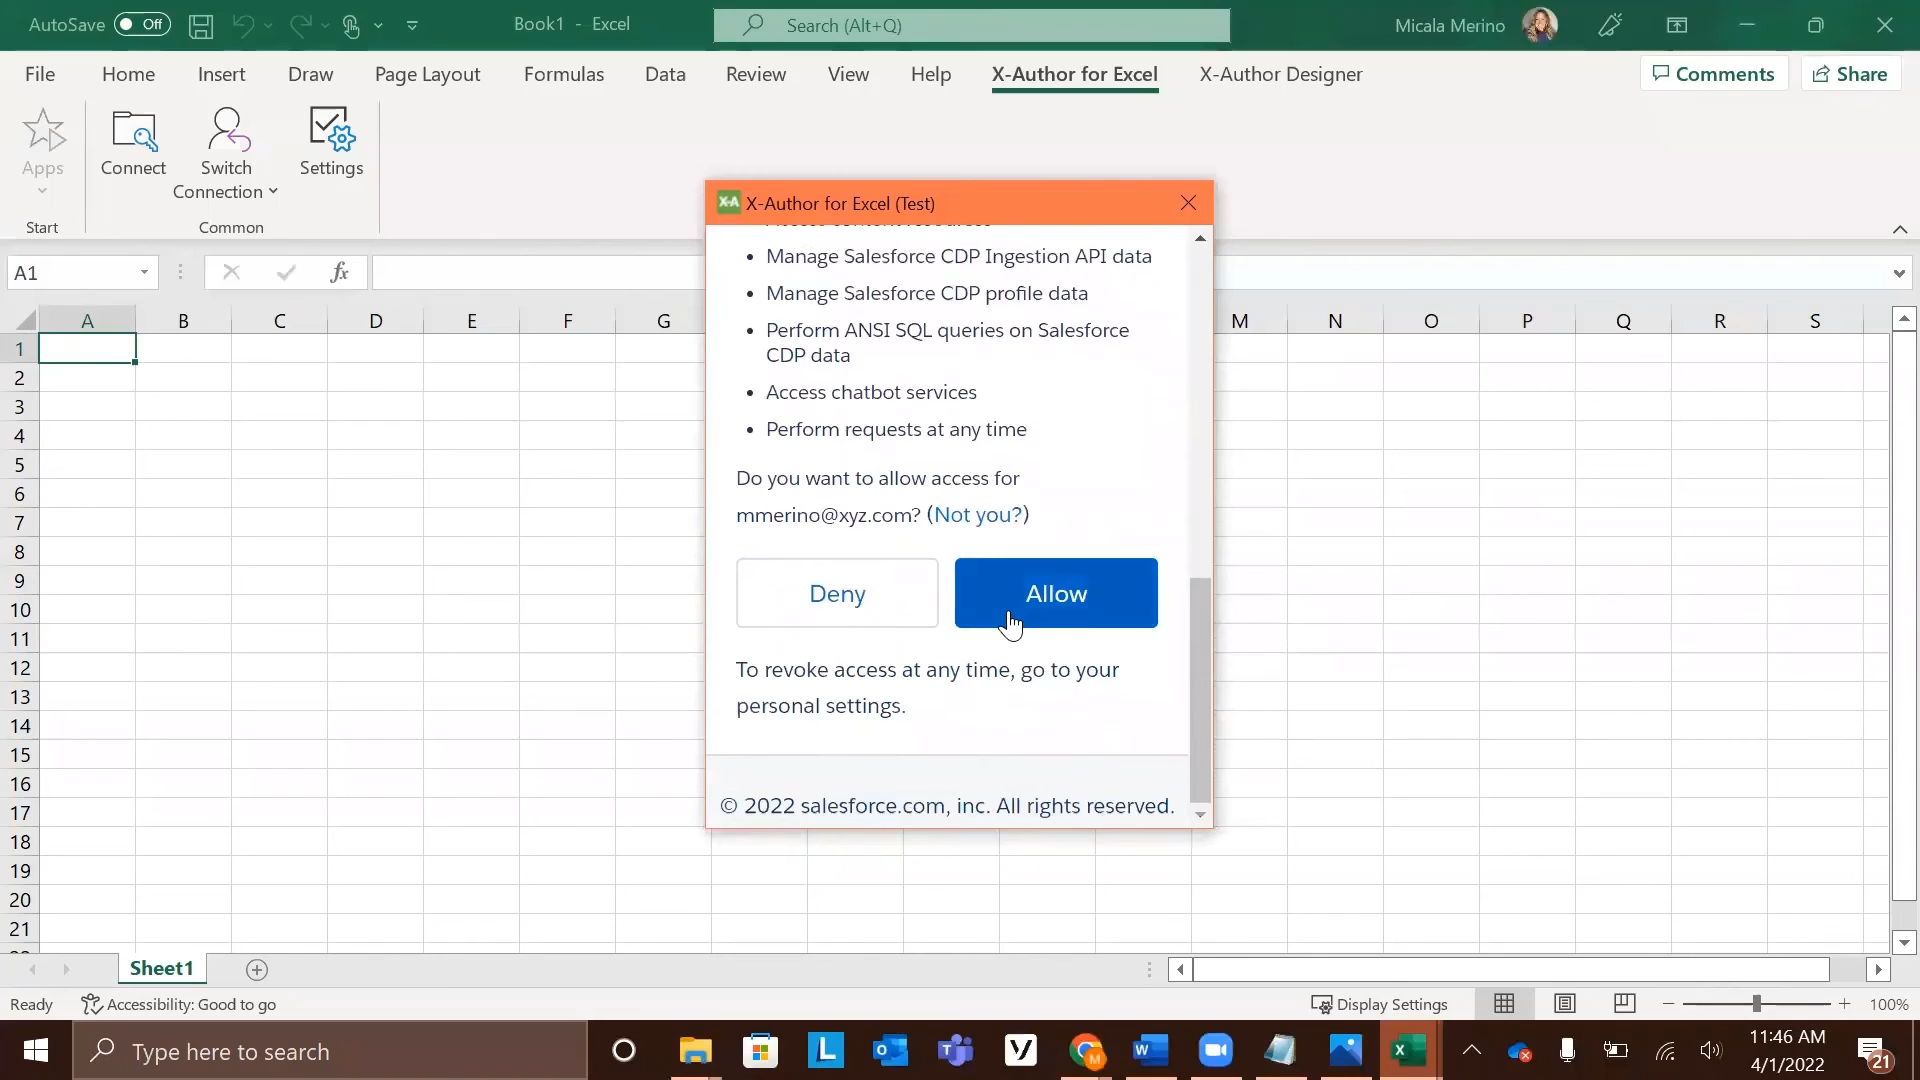 AutoSave Off Book1 - Excel Search (Alt+Q) Micala Merino
File Home Insert Draw Page Layout Formulas Data Review View Help X-Author for Excel X-Author Designer Comments Share
Apps Connect Switch Connection Settings
Start Common
X-A X-Author for Excel (Test)
A1 fx
Access content resources
• Manage Salesforce CDP Ingestion API data
• Manage Salesforce CDP profile data
• Perform ANSI SQL queries on Salesforce
CDP data
• Access chatbot services
• Perform requests at any time
Do you want to allow access for
mmerino@xyz.com? (Not you?)
Deny Allow
To revoke access at any time, go to your
personal settings.
© 2022 salesforce.com, inc. All rights reserved.
A B C D E F G M N O P Q R S
1
2
3
4
5
6
7
8
9
10
11
12
13
14
15
16
17
18
19
20
21
Sheet1
Ready Accessibility: Good to go Display Settings 100%
Type here to search 11:46 AM
4/1/2022 21